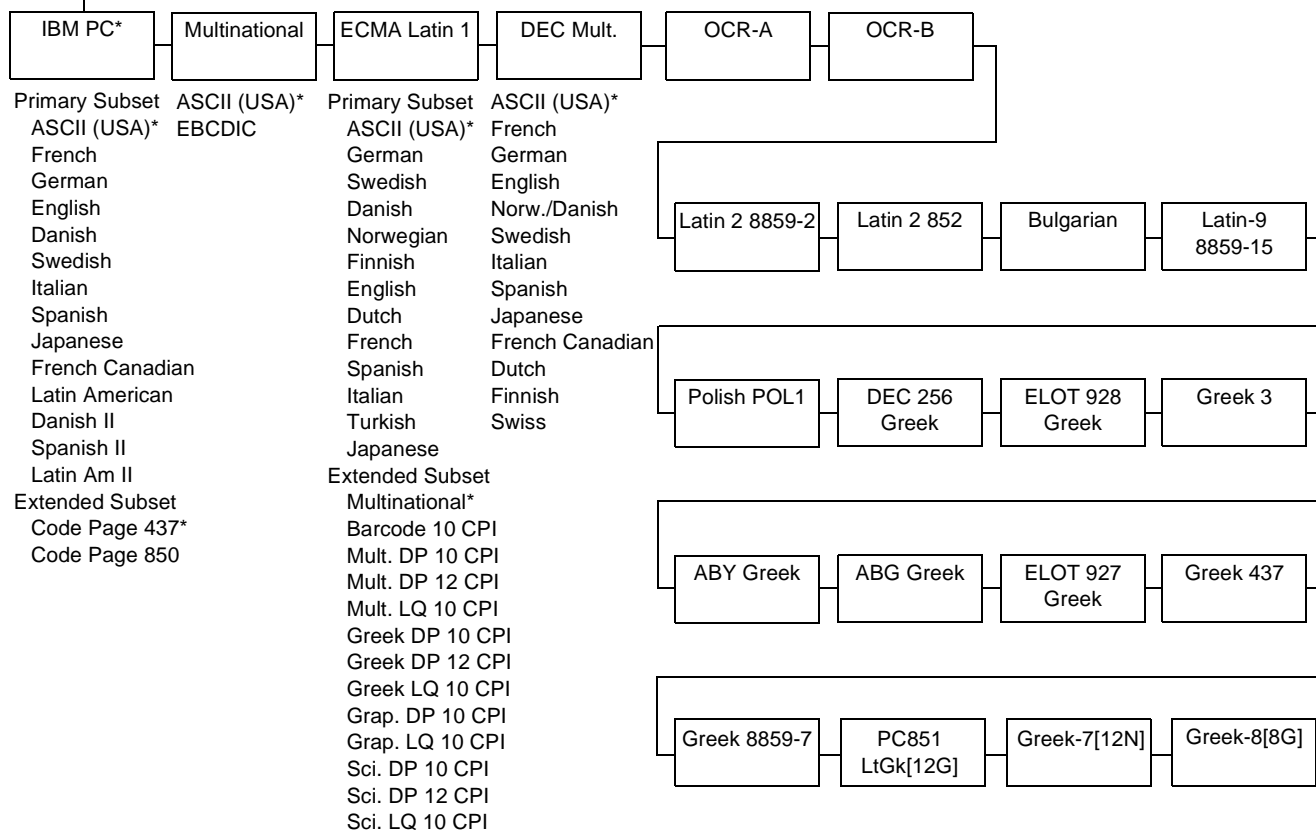 IBM PC*
Multinational
ECMA Latin 1
DEC Mult.
OCR-A
OCR-B
Primary Subset
ASCII (USA)*
French
German
English
Danish
Swedish
Italian
Spanish
Japanese
French Canadian
Latin American
Danish II
Spanish II
Latin Am II
Extended Subset
Code Page 437*
Code Page 850
ASCII (USA)*
EBCDIC
Primary Subset
ASCII (USA)*
German
Swedish
Danish
Norwegian
Finnish
English
Dutch
French
Spanish
Italian
Turkish
Japanese
Extended Subset
Multinational*
Barcode 10 CPI
Mult. DP 10 CPI
Mult. DP 12 CPI
Mult. LQ 10 CPI
Greek DP 10 CPI
Greek DP 12 CPI
Greek LQ 10 CPI
Grap. DP 10 CPI
Grap. LQ 10 CPI
Sci. DP 10 CPI
Sci. DP 12 CPI
Sci. LQ 10 CPI
ASCII (USA)*
French
German
English
Norw./Danish
Swedish
Italian
Spanish
Japanese
French Canadian
Dutch
Finnish
Swiss
Latin 2 8859-2
Latin 2 852
Bulgarian
Latin-9
8859-15
Polish POL1
DEC 256
Greek
ELOT 928
Greek
Greek 3
ABY Greek
ABG Greek
ELOT 927
Greek
Greek 437
Greek 8859-7
PC851
LtGk[12G]
Greek-7[12N]
Greek-8[8G]